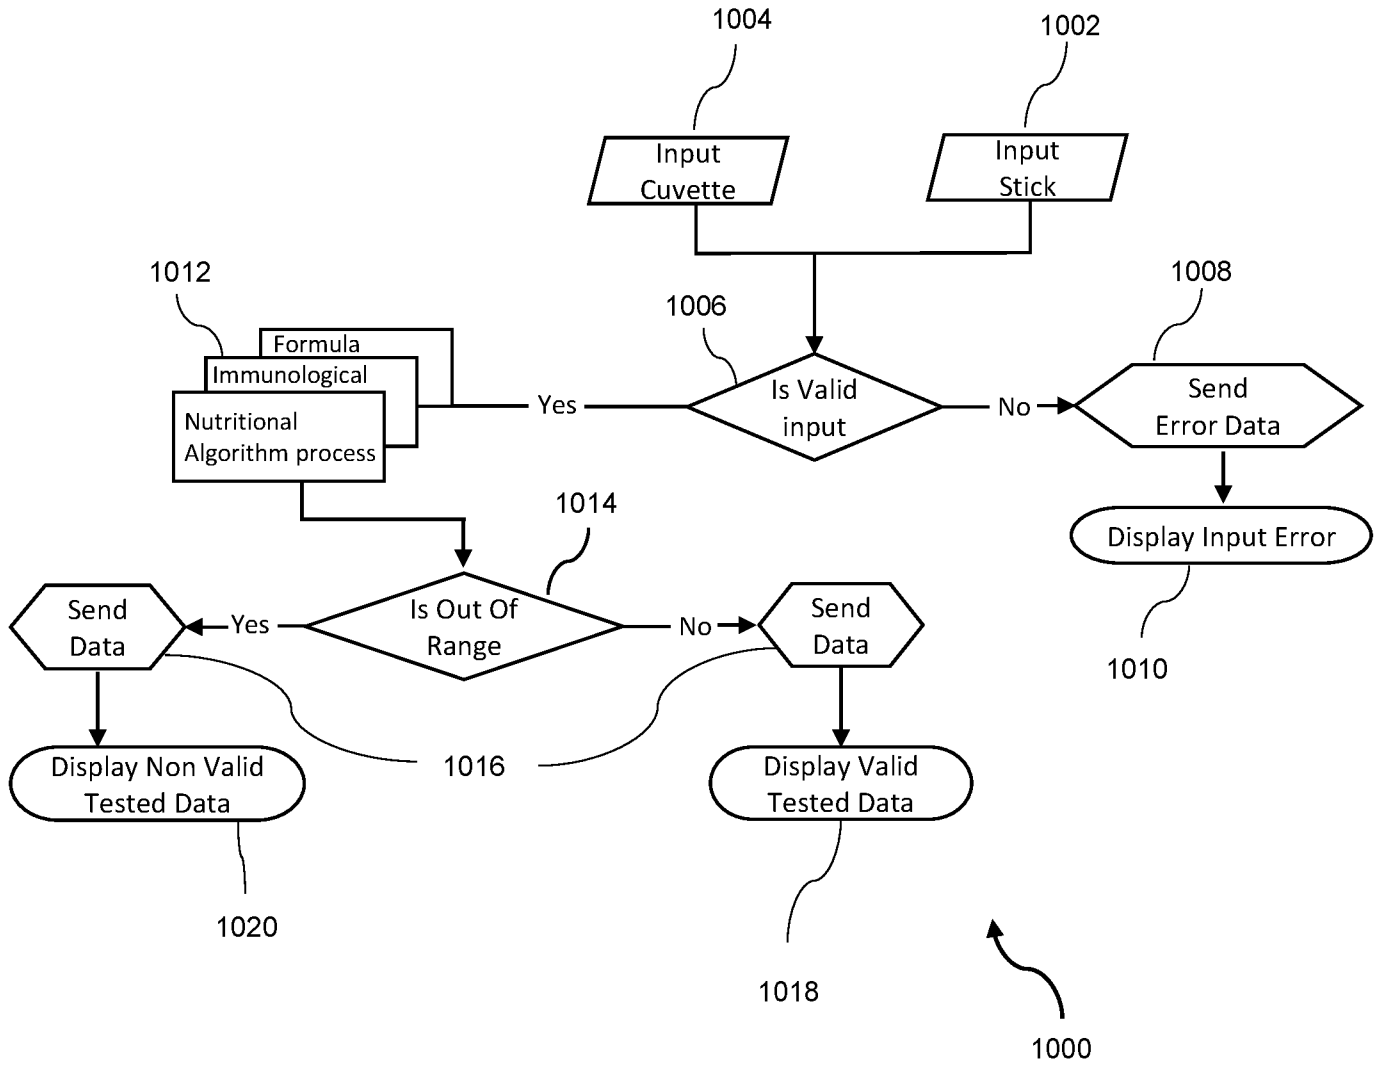 1004
1002
Input
Cuvette
Input
Stick
1012
1006
1008
Formula
Immunological
Nutritional
Algorithm process
Yes
Is Valid
input
No
Send
Error Data
Display Input Error
1010
1014
Send
Data
Yes
Is Out Of
Range
No
Send
Data
1016
Display Non Valid
Tested Data
Display Valid
Tested Data
1020
1018
1000